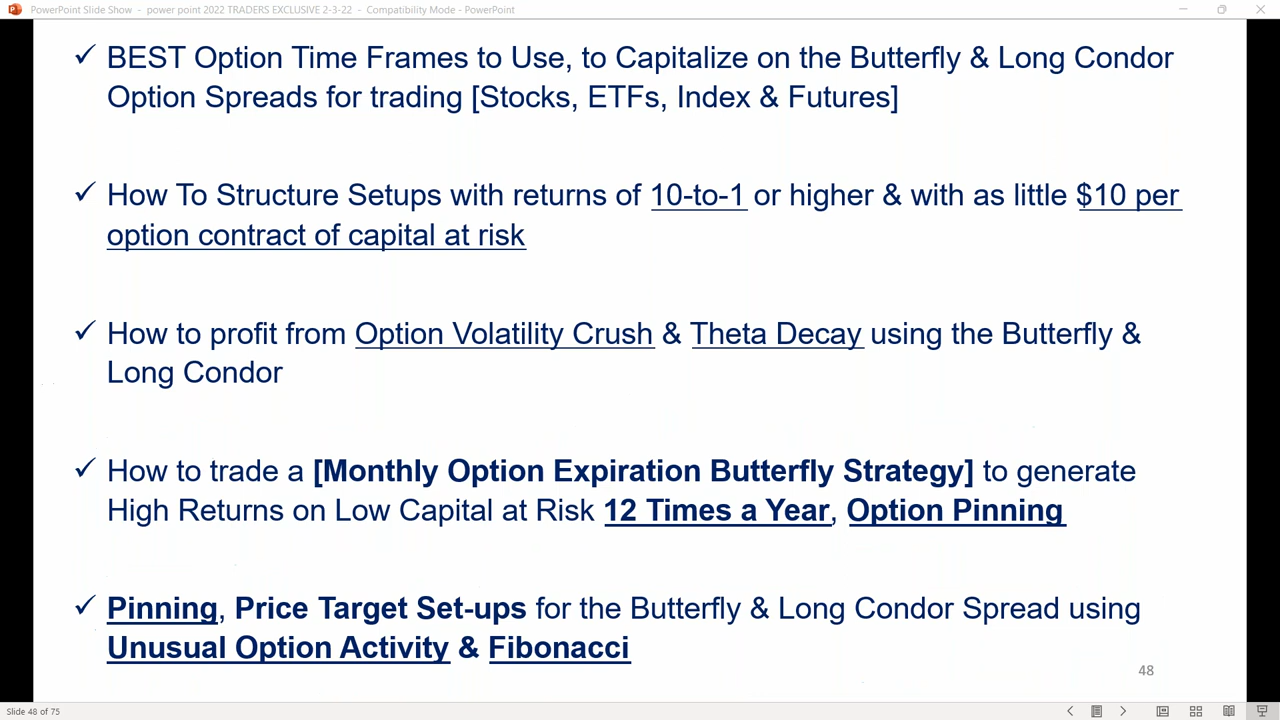 PowerPoint Slide Show - power point 2022 TRADERS EXCLUSIVE 2-3-22 - Compatibility Mode - PowerPoint
✓ BEST Option Time Frames to Use, to Capitalize on the Butterfly & Long Condor
Option Spreads for trading [Stocks, ETFs, Index & Futures]
✓ How To Structure Setups with returns of 10-to-1 or higher & with as little $10 per
option contract of capital at risk
✓ How to profit from Option Volatility Crush & Theta Decay using the Butterfly &
Long Condor
✓ How to trade a [Monthly Option Expiration Butterfly Strategy] to generate
High Returns on Low Capital at Risk 12 Times a Year, Option Pinning
✓ Pinning, Price Target Set-ups for the Butterfly & Long Condor Spread using
Unusual Option Activity & Fibonacci
48
Slide 48 of 75